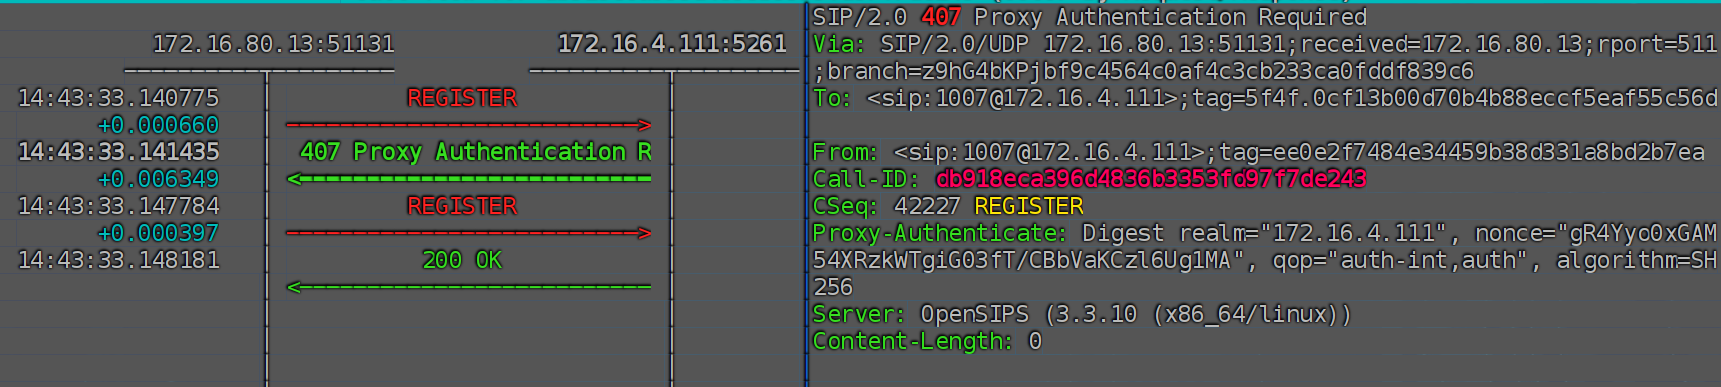 172.16.80.13:51131 172.16.4.111:5261
14:43:33.140775 REGISTER
+0.000660
14:43:33.141435 407 Proxy Authentication R
+0.006349
14:43:33.147784 REGISTER
+0.000397
14:43:33.148181 200 OK
SIP/2.0 407 Proxy Authentication Required
Via: SIP/2.0/UDP 172.16.80.13:51131;received=172.16.80.13;rport=511
;branch=z9hG4bKPjbf9c4564c0af4c3cb233ca0fddf839c6
To: <sip:1007@172.16.4.111>;tag=5f4f.0cf13b00d70b4b88eccf5eaf55c56d
From: <sip:1007@172.16.4.111>;tag=ee0e2f7484e34459b38d331a8bd2b7ea
Call-ID: db918eca396d4836b3353fd97f7de243
CSeq: 42227 REGISTER
Proxy-Authenticate: Digest realm="172.16.4.111", nonce="gR4Yyo0xGAM
54XRzkWTgiG03fT/CBbVaKCzl6Ug1MA", qop="auth-int,auth", algorithm=SH
256
Server: OpenSIPS (3.3.10 (x86_64/linux))
Content-Length: 0